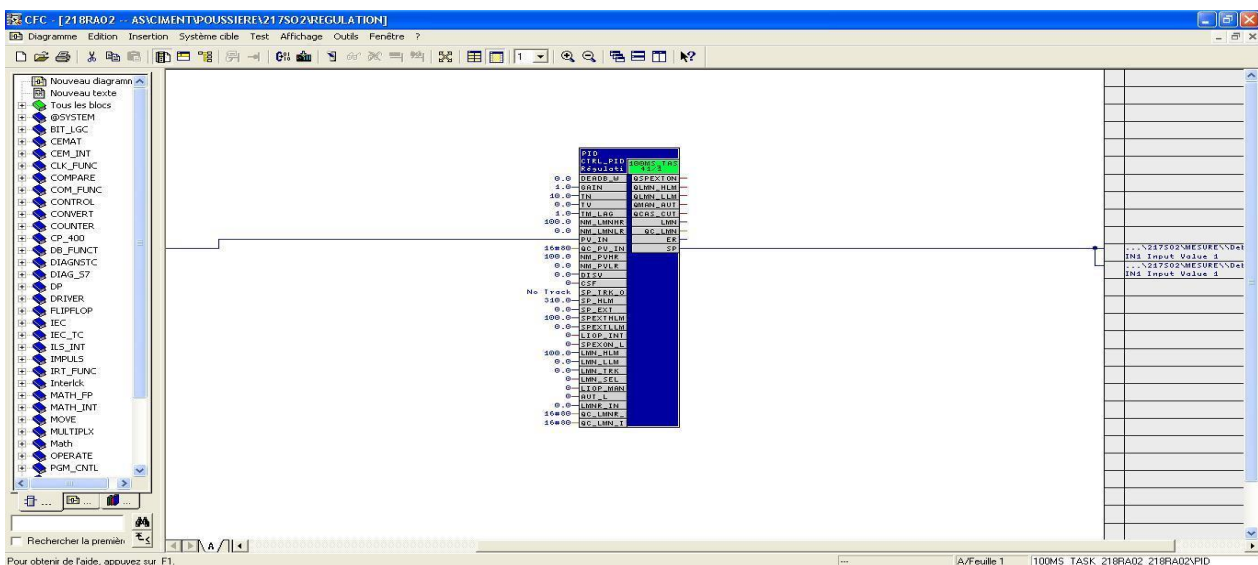 CFC - [218RA02 -- AS\CIMENT\POUSSIERE\217SO2\REGULATION]
Diagramme Edition Insertion Système cible Test Affichage Outils Fenêtre ?
1
Nouveau diagramn
Nouveau texte
Tous les blocs
@SYSTEM
BIT_LGC
CEMAT
CEM_INT
CLK_FUNC
COMPARE
COM_FUNC
CONTROL
CONVERT
COUNTER
CP_400
DB_FUNCT
DIAGNSTC
DIAG_S7
DP
DRIVER
FLIPFLOP
IEC
IEC_TC
ILS_INT
IMPULS
IRT_FUNC
Interlck
MATH_FP
MATH_INT
MOVE
MULTIPLX
Math
OPERATE
PGM_CNTL
Rechercher la premièr
PID
CTRL_PID
Régulati
100MS_TAS
41/2
0.0 DEADB_W QSPEXTON
1.0 GAIN QLMN_HLM
10.0 TN QLMN_LLM
0.0 TV QMAN_AUT
1.0 TM_LAG QCAS_CUT
100.0 NM_LMNHR LMN
0.0 NM_LMNLR QC_LMN
PV_IN ER
16#80 QC_PV_IN SP
100.0 NM_PVHR
0.0 NM_PVLR
0.0 DISV
0 CSF
No Track SP_TRK_O
310.0 SP_HLM
0.0 SP_EXT
100.0 SPEXTHLM
0.0 SPEXTLLM
0 LIOP_INT
0 SPEXON_L
100.0 LMN_HLM
0.0 LMN_LLM
0.0 LMN_TRK
0 LMN_SEL
0 LIOP_MAN
0 AUT_L
0.0 LMNR_IN
16#80 QC_LMNR_
16#80 QC_LMN_I
...\217SO2\MESURE\\Deb
IN1 Input Value 1
...\217SO2\MESURE\\Deb
IN1 Input Value 1
A
Pour obtenir de l'aide, appuyez sur F1.
---
A/Feuille 1
100MS_TASK 218RA02 218RA02\PID